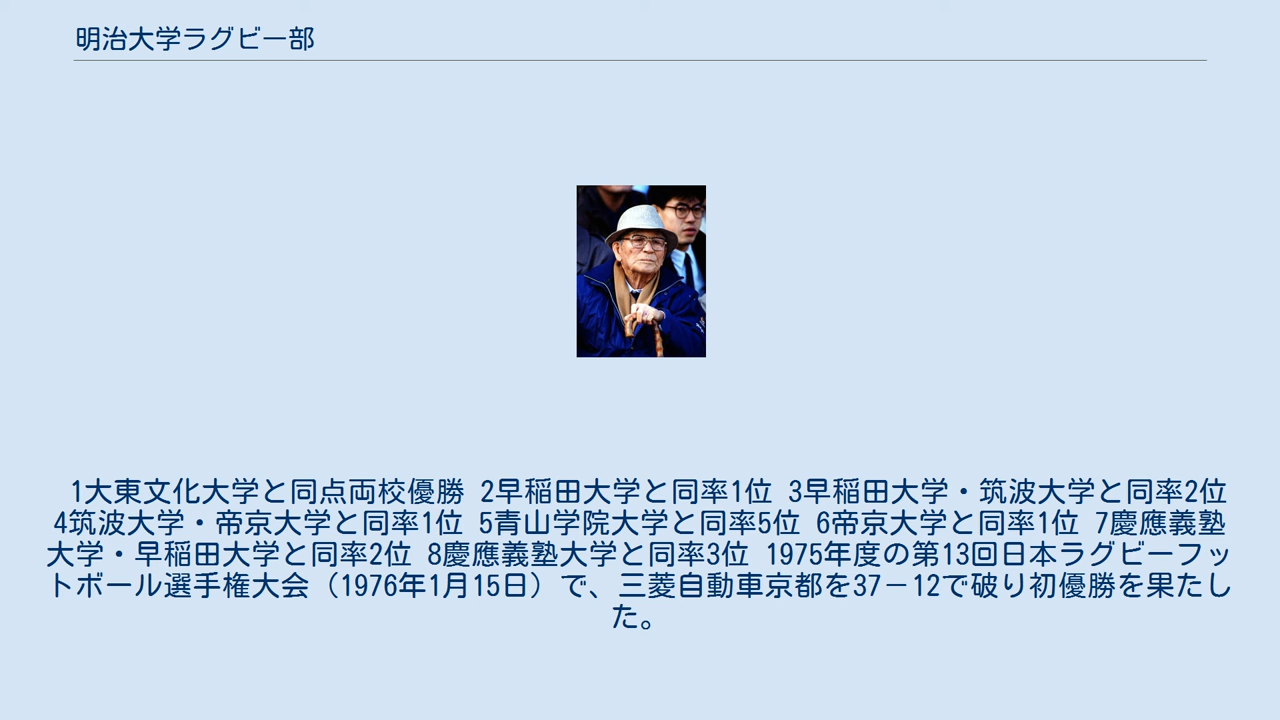 明治大学ラグビー部
1大東文化大学と同点両校優勝 2早稲田大学と同率1位 3早稲田大学・筑波大学と同率2位
4筑波大学・帝京大学と同率1位 5青山学院大学と同率5位 6帝京大学と同率1位 7慶應義塾
大学・早稲田大学と同率2位 8慶應義塾大学と同率3位 1975年度の第13回日本ラグビーフッ
トボール選手権大会（1976年1月15日）で、三菱自動車京都を37－12で破り初優勝を果たし
た。